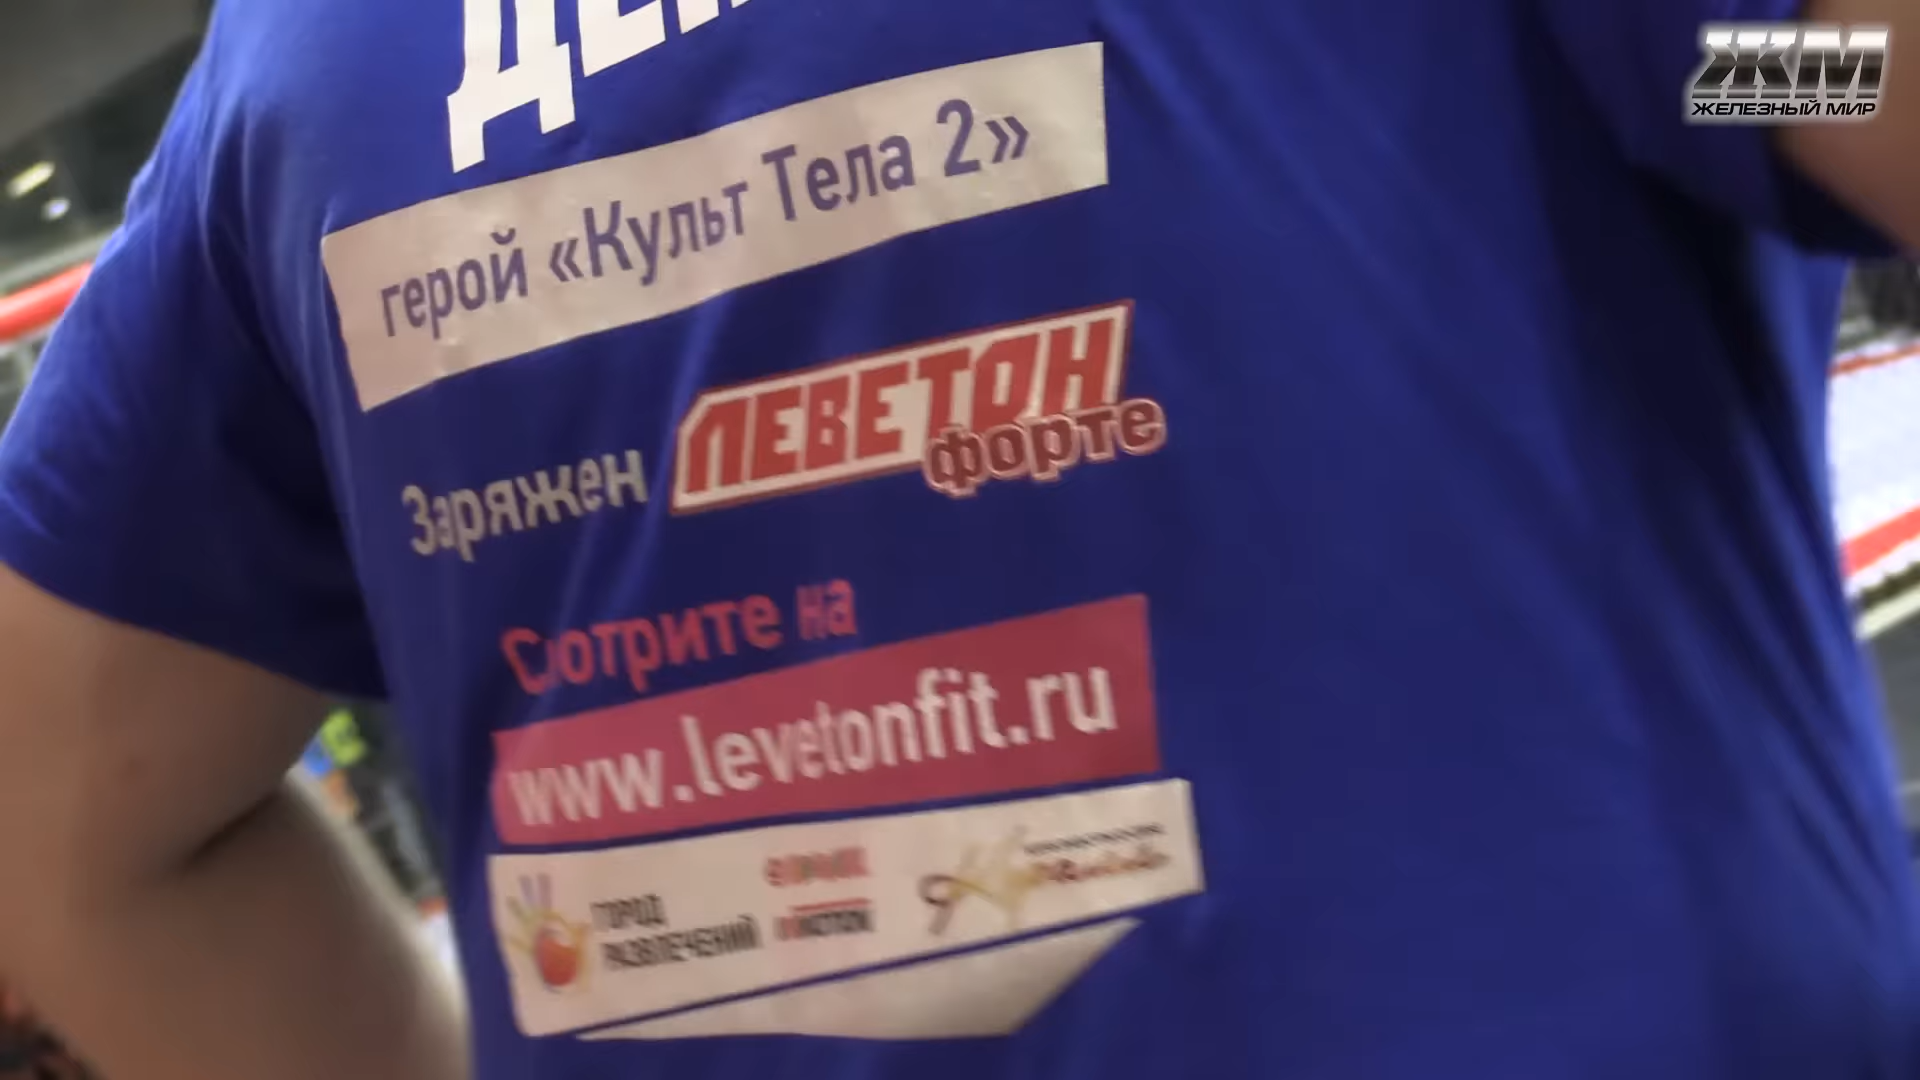 ЖМ
ЖЕЛЕЗНЫЙ МИР
герой «Культ Тела 2»
Заряжен ЛЕВЕТОН
форте
Смотрите на
www.levetonfit.ru
ГОРОД
РАЗВЛЕЧЕНИЙ